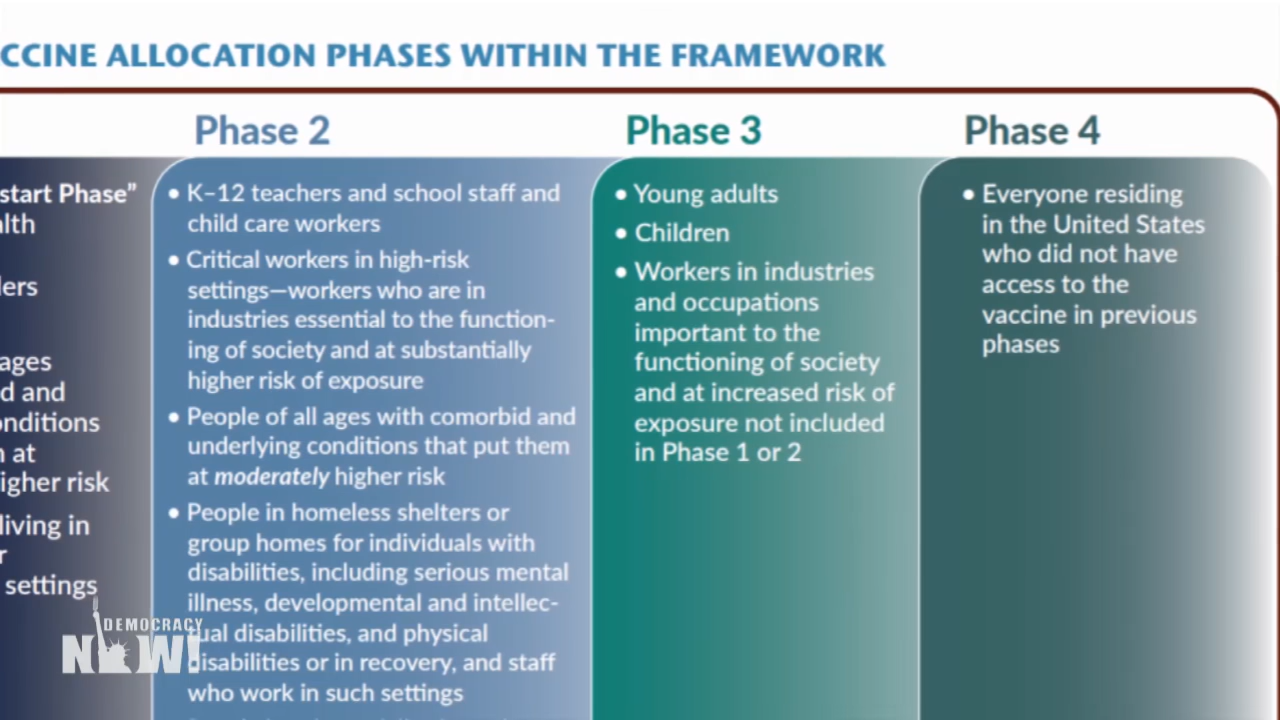 CCINE ALLOCATION PHASES WITHIN THE FRAMEWORK
start Phase”
alth
lers
ages
d and
onditions
n at
igher risk
living in
r
settings
Phase 2
• K–12 teachers and school staff and
child care workers
• Critical workers in high-risk
settings—workers who are in
industries essential to the function-
ing of society and at substantially
higher risk of exposure
• People of all ages with comorbid and
underlying conditions that put them
at moderately higher risk
• People in homeless shelters or
group homes for individuals with
disabilities, including serious mental
illness, developmental and intellec-
tual disabilities, and physical
disabilities or in recovery, and staff
who work in such settings
Phase 3
• Young adults
• Children
• Workers in industries
and occupations
important to the
functioning of society
and at increased risk of
exposure not included
in Phase 1 or 2
Phase 4
• Everyone residing
in the United States
who did not have
access to the
vaccine in previous
phases
DEMOCRACY
NOW!